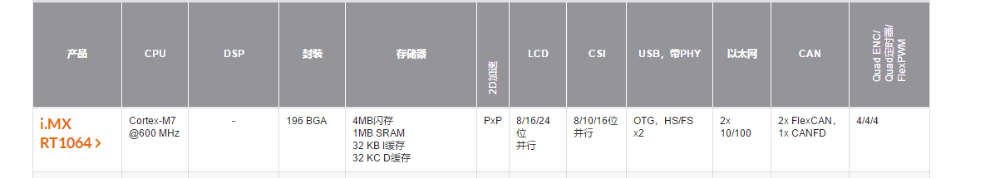 产品
CPU
DSP
封装
存储器
2D加速
LCD
CSI
USB，带PHY
以太网
CAN
Quad ENC/
Quad定时器/
FlexPWM
i.MX
RT1064 >
Cortex-M7
@600 MHz
-
196 BGA
4MB闪存
1MB SRAM
32 KB I缓存
32 KC D缓存
PxP
8/16/24
位
并行
8/10/16位
并行
OTG，HS/FS
x2
2x
10/100
2x FlexCAN，
1x CANFD
4/4/4